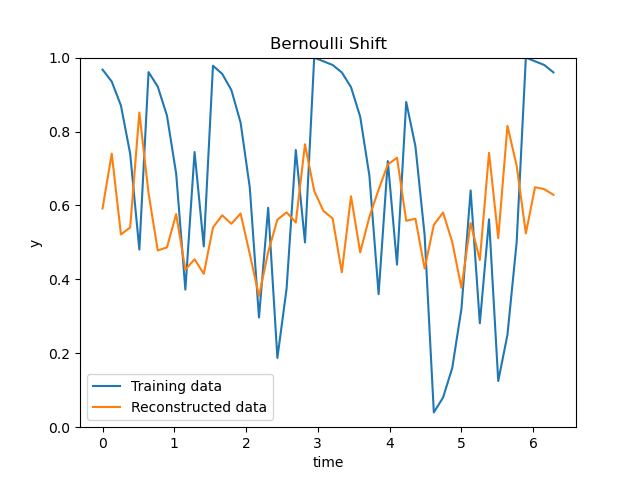 Bernoulli Shift
1.0
0.8
0.6
0.4
0.2
0.0
y
Training data
Reconstructed data
0 1 2 3 4 5 6
time